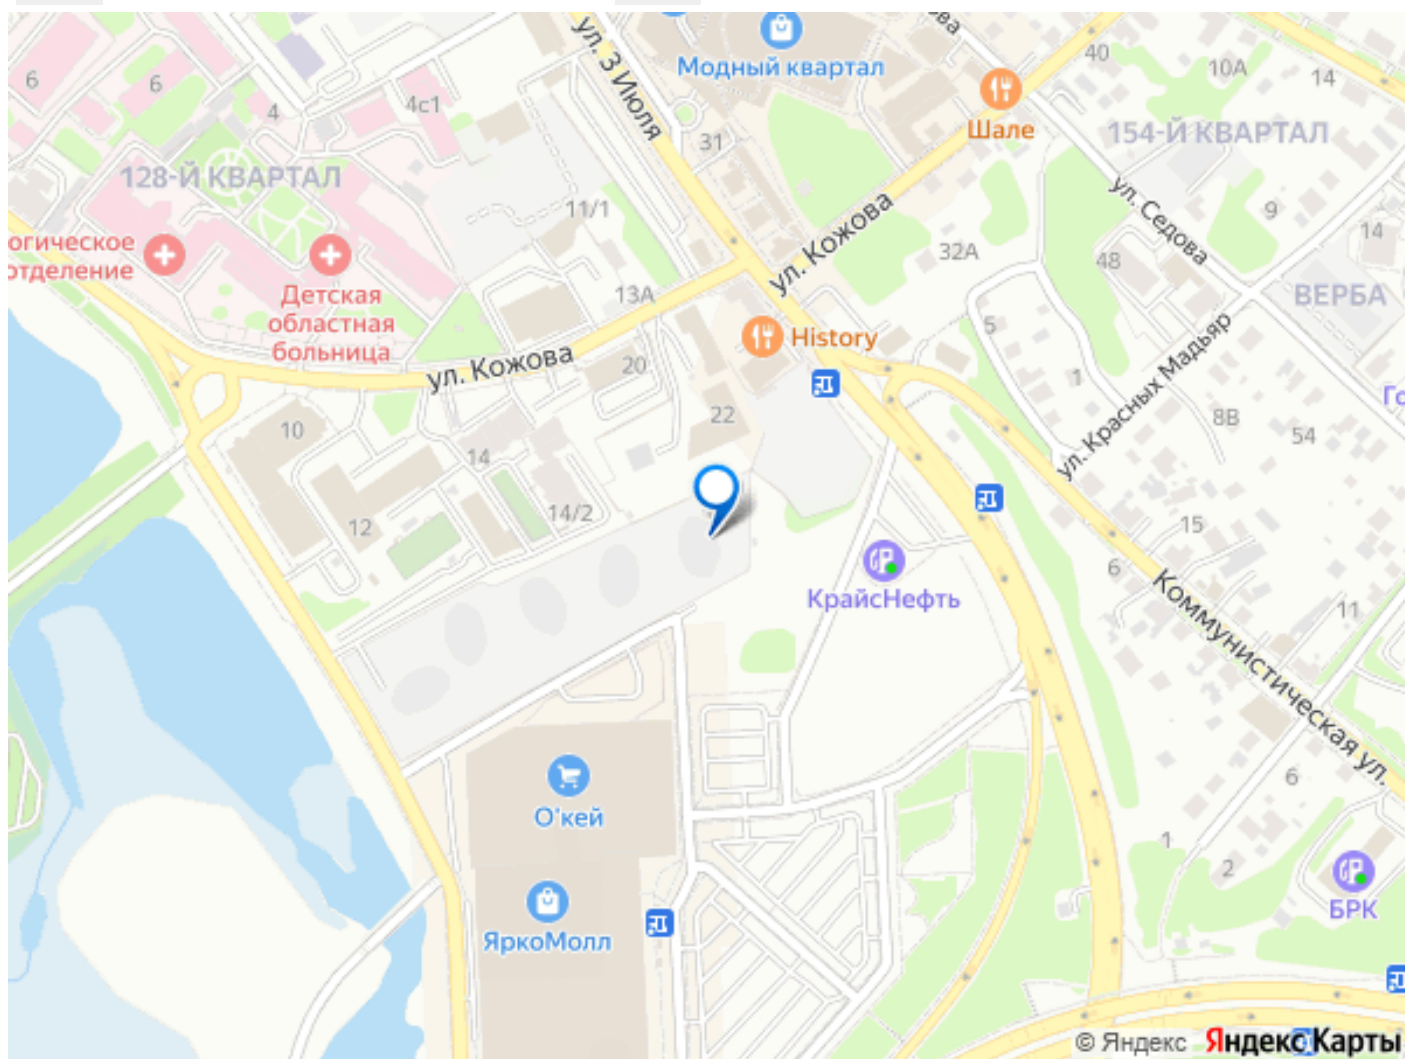 ул. 3 Июля
Модный квартал
40
10А
14
6
6
4
4с1
Шале
154-Й КВАРТАЛ
31
128-Й КВАРТАЛ
ул. Седова
11/1
ул. Кожова
9
14
огическое
отделение
32А
48
Детская
областная
больница
13А
ВЕРБА
History
5
ул. Кожова
20
1
ул. Красных Мадьяр
22
8В
54
10
14
12
14/2
15
6
КрайсНефть
Коммунистическая ул.
11
О'кей
6
1
2
ЯркоМолл
БРК
© Яндекс Яндекс Карты